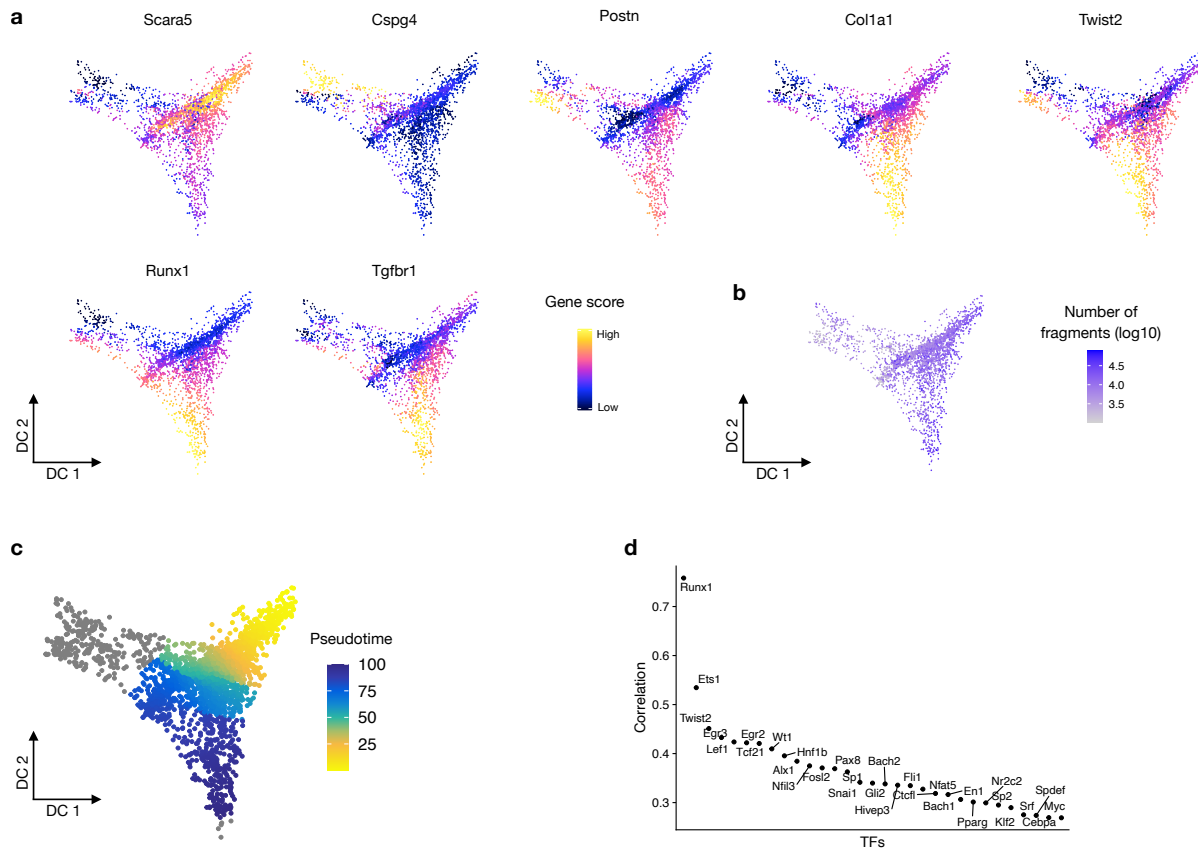 a
Scara5
Cspg4
Postn
Col1a1
Twist2
Runx1
Tgfbr1
Gene score
High
Low
DC 2
DC 1
b
Number of
fragments (log10)
4.5
4.0
3.5
DC 2
DC 1
c
Pseudotime
100
75
50
25
DC 2
DC 1
d
Correlation
0.7
0.6
0.5
0.4
0.3
Runx1
Ets1
Twist2
Egr3
Lef1
Egr2
Tcf21
Wt1
Hnf1b
Alx1
Nfil3
Fosl2
Pax8
Sp1
Snai1
Bach2
Gli2
Hivep3
Fli1
Ctcfl
Nfat5
Bach1
En1
Pparg
Nr2c2
Sp2
Klf2
Srf
Spdef
Cebpa
Myc
TFs